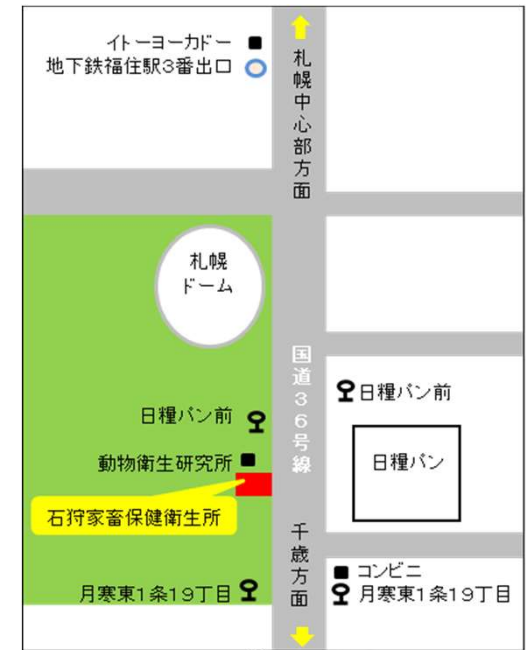 イトーヨーカドー
地下鉄福住駅3番出口
札幌中心部方面
札幌
ドーム
国道36号線
日糧パン前
日糧パン前
動物衛生研究所
日糧パン
石狩家畜保健衛生所
千歳方面
コンビニ
月寒東1条19丁目
月寒東1条19丁目